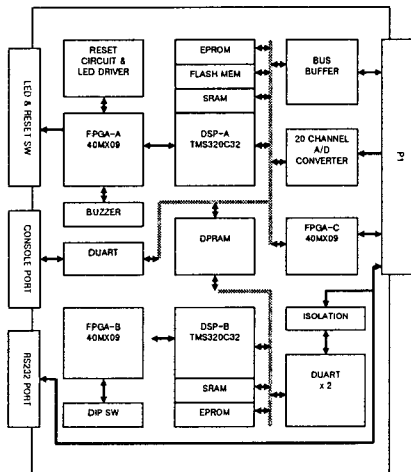 LED & RESET SW
CONSOLE PORT
RS232 PORT
RESET
CIRCUIT &
LED DRIVER
FPGA-A
40MX09
BUZZER
DUART
FPGA-B
40MX09
DIP SW
EPROM
FLASH MEM
SRAM
DSP-A
TMS320C32
DPRAM
DSP-B
TMS320C32
SRAM
EPROM
BUS
BUFFER
20 CHANNEL
A/D
CONVERTER
FPGA-C
40MX09
ISOLATION
DUART
x 2
P1